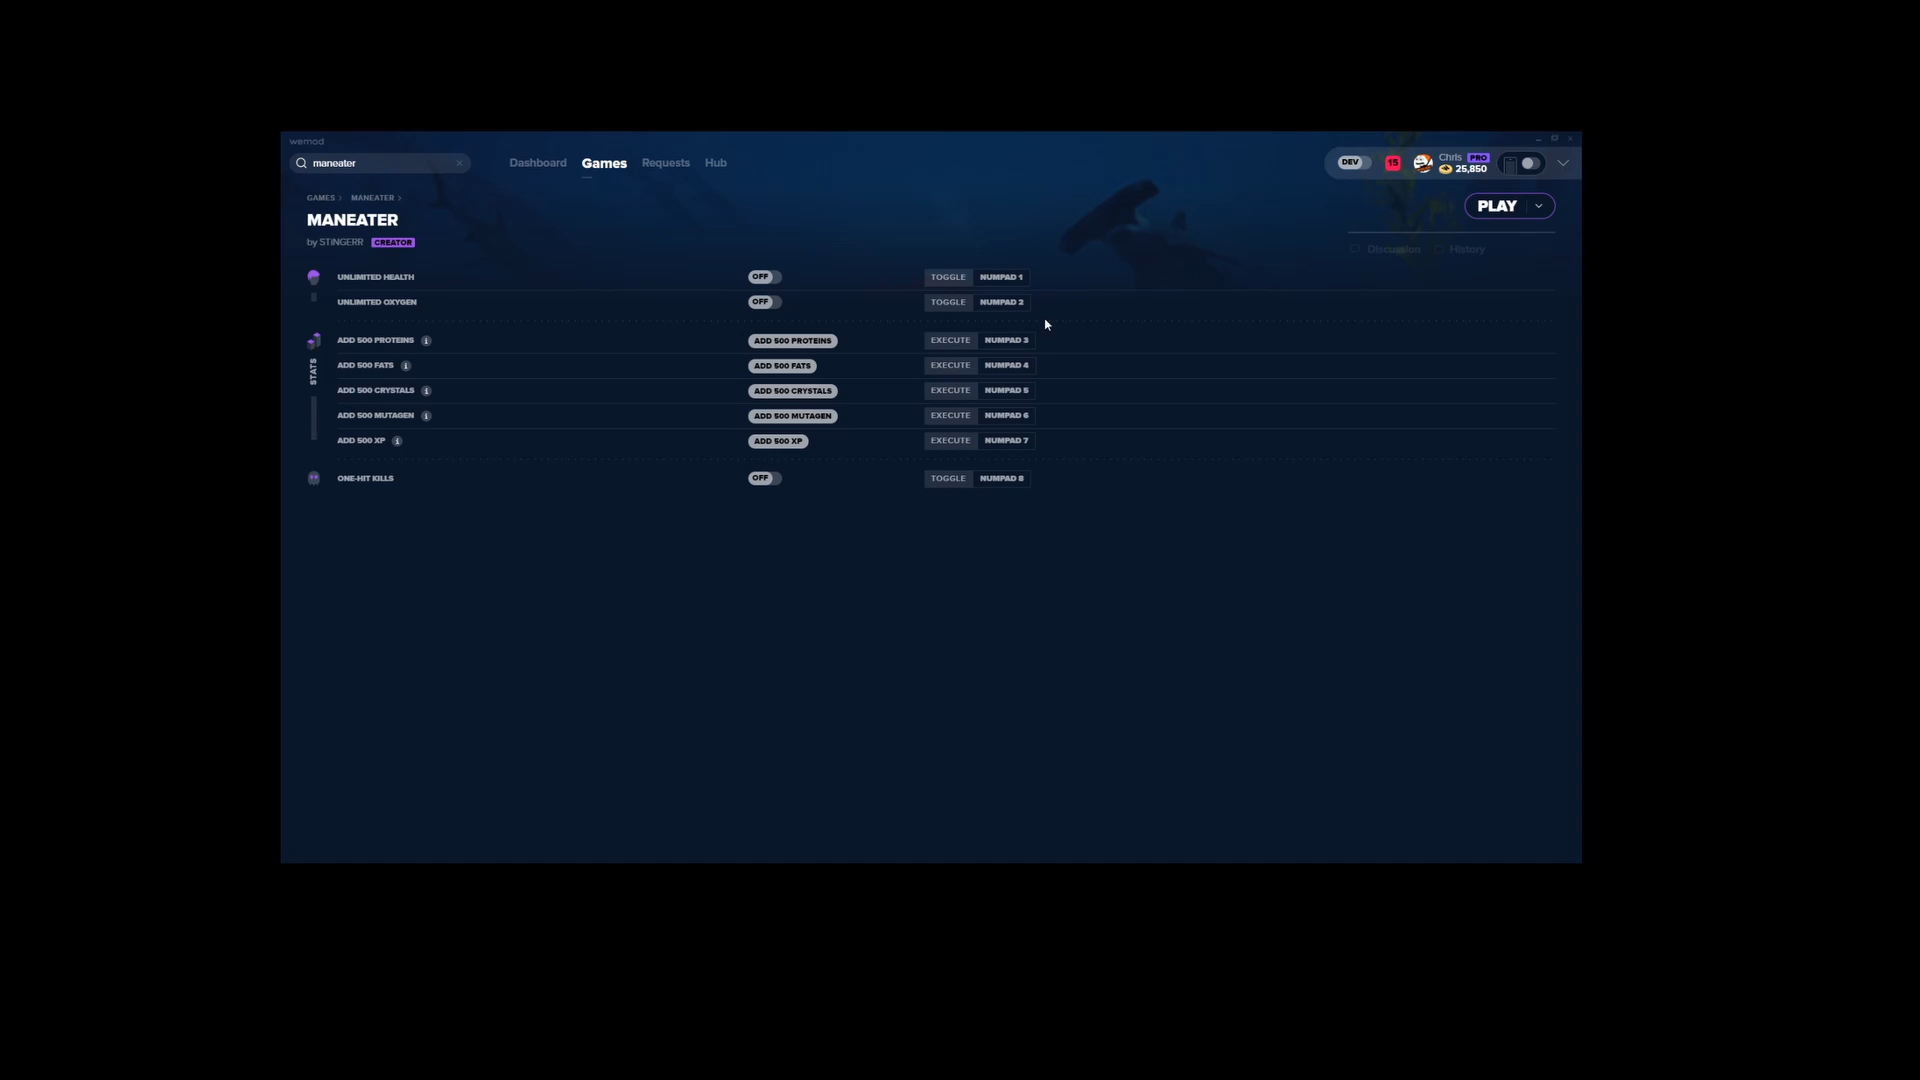 wemod
maneater
Dashboard Games Requests Hub
DEV 15 Chris PRO 25,850
GAMES MANEATER
PLAY
MANEATER
by STiNGERR CREATOR
Discussion History
UNLIMITED HEALTH OFF TOGGLE NUMPAD 1
UNLIMITED OXYGEN OFF TOGGLE NUMPAD 2
STATS
ADD 500 PROTEINS i ADD 500 PROTEINS EXECUTE NUMPAD 3
ADD 500 FATS i ADD 500 FATS EXECUTE NUMPAD 4
ADD 500 CRYSTALS i ADD 500 CRYSTALS EXECUTE NUMPAD 5
ADD 500 MUTAGEN i ADD 500 MUTAGEN EXECUTE NUMPAD 6
ADD 500 XP i ADD 500 XP EXECUTE NUMPAD 7
ONE-HIT KILLS OFF TOGGLE NUMPAD 8